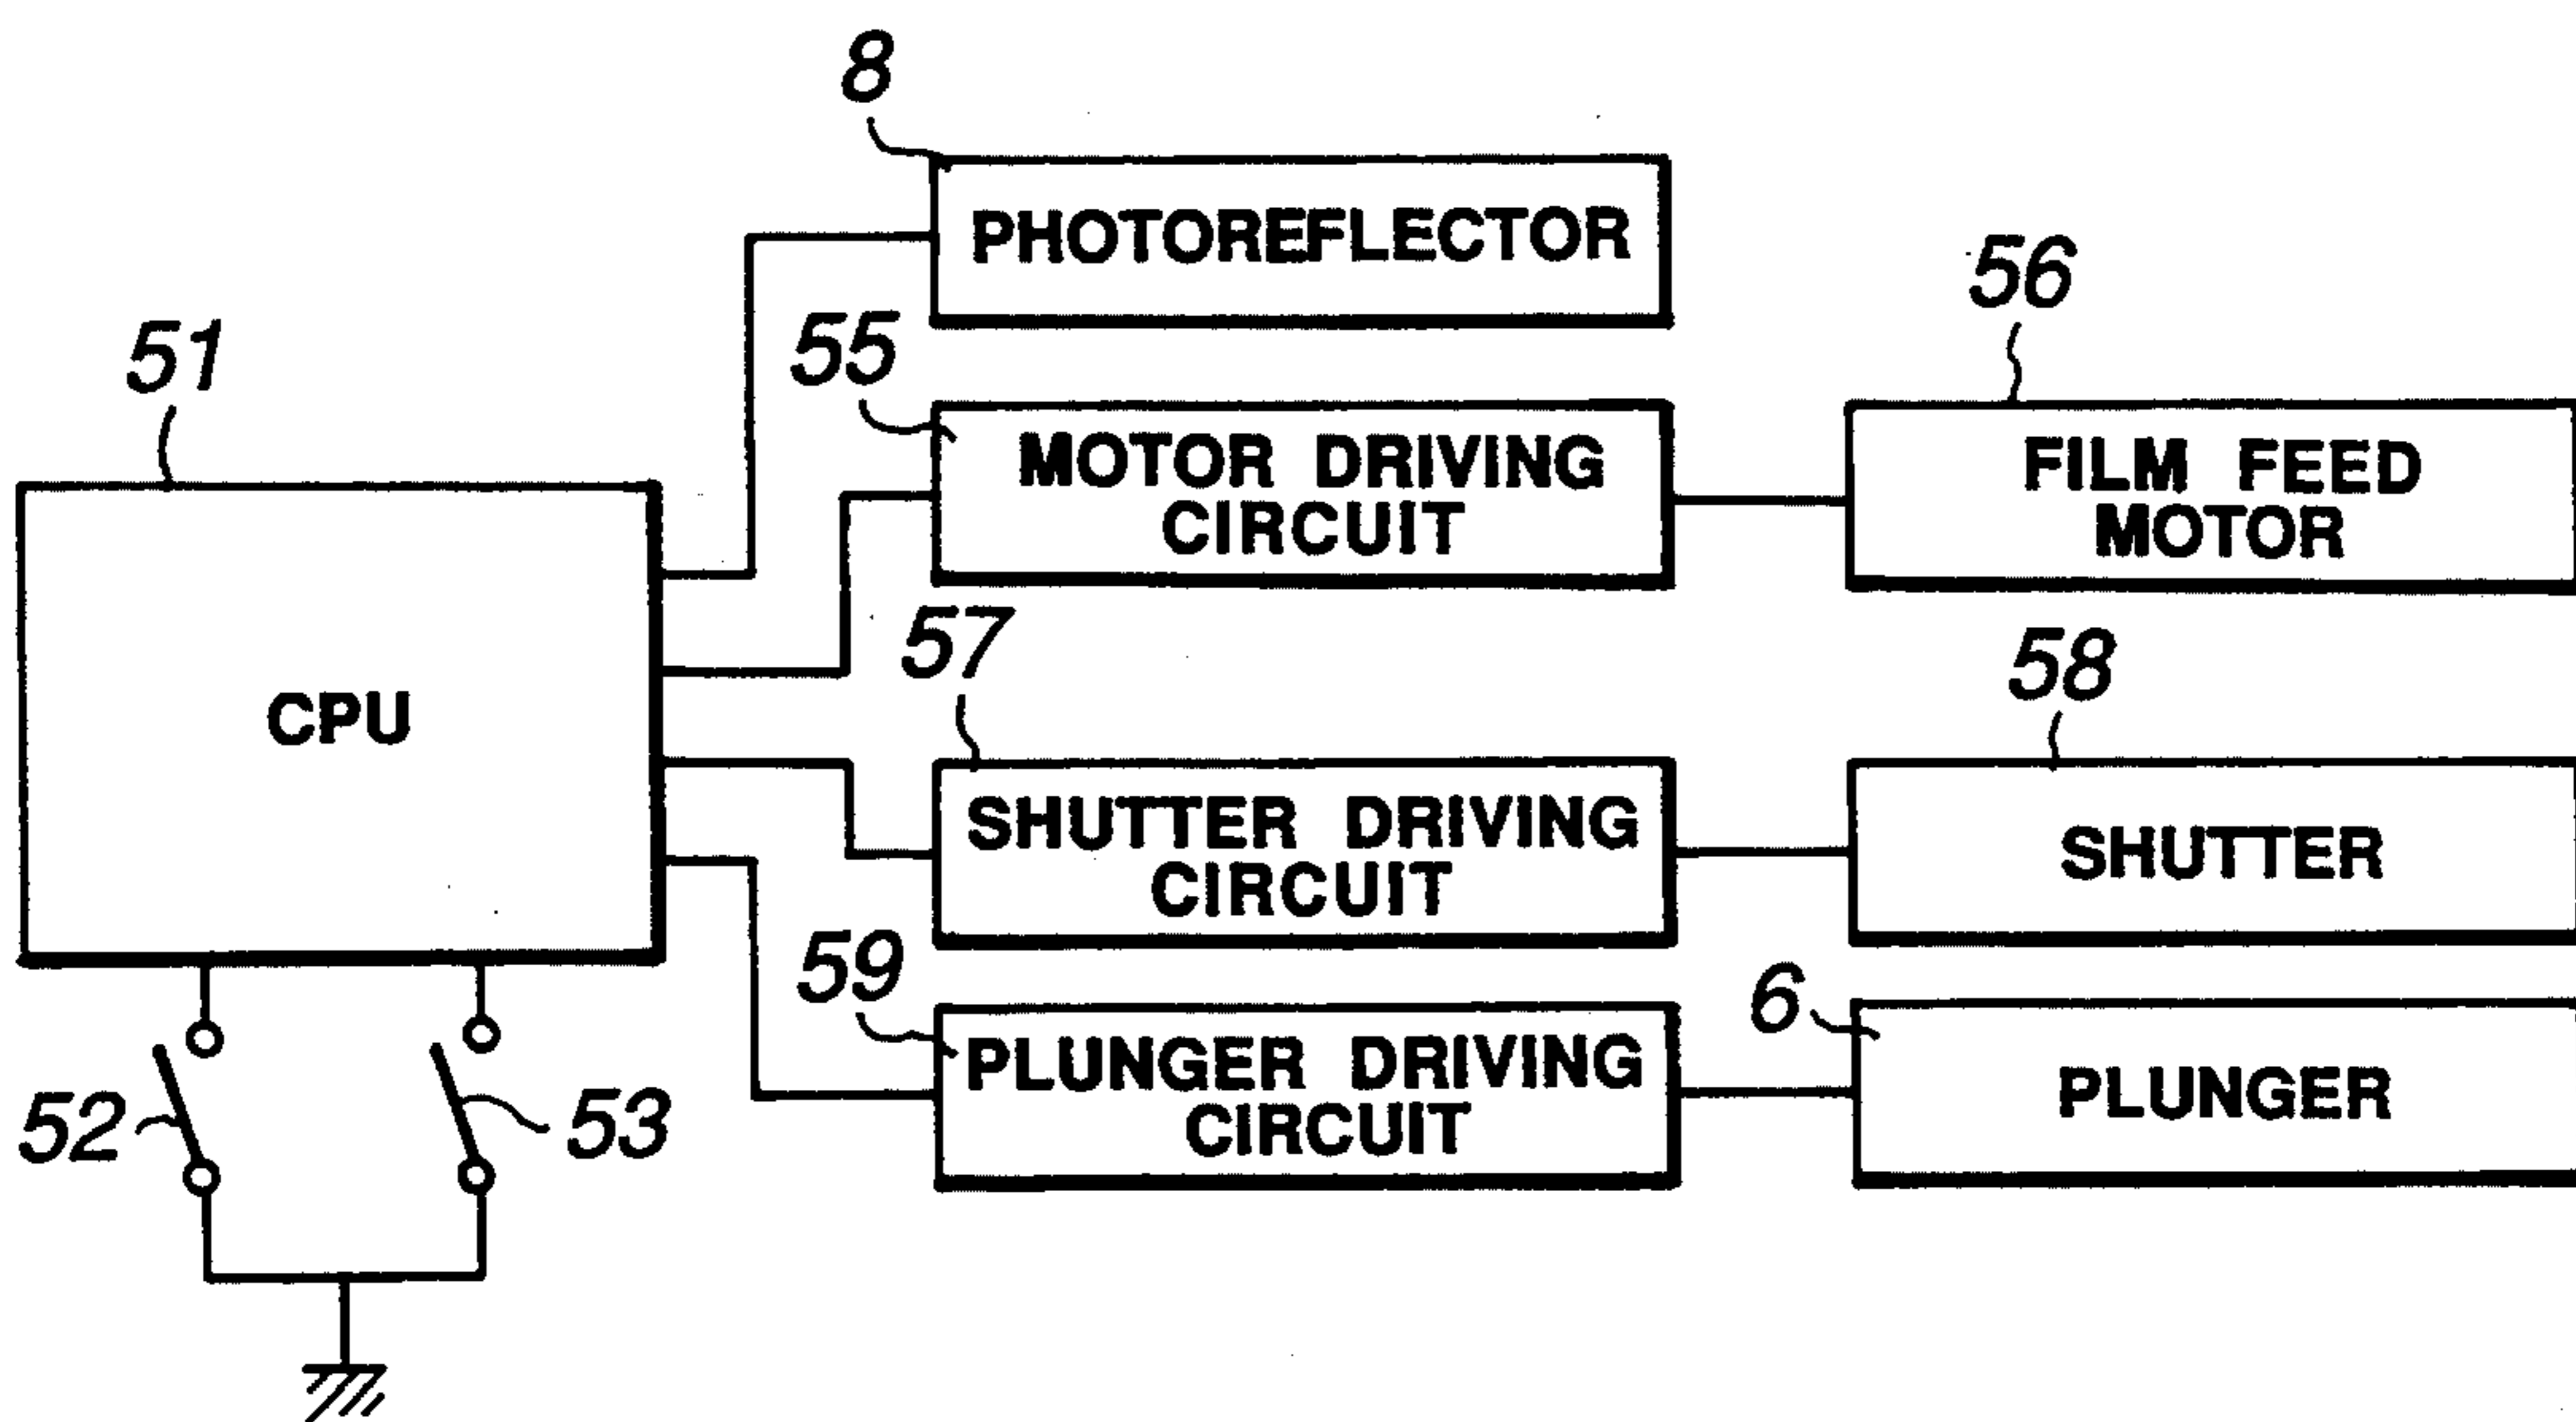 8
PHOTOREFLECTOR
56
55
51
MOTOR DRIVING
CIRCUIT
FILM FEED
MOTOR
57
58
CPU
SHUTTER DRIVING
CIRCUIT
SHUTTER
59
6
PLUNGER DRIVING
CIRCUIT
PLUNGER
52
53